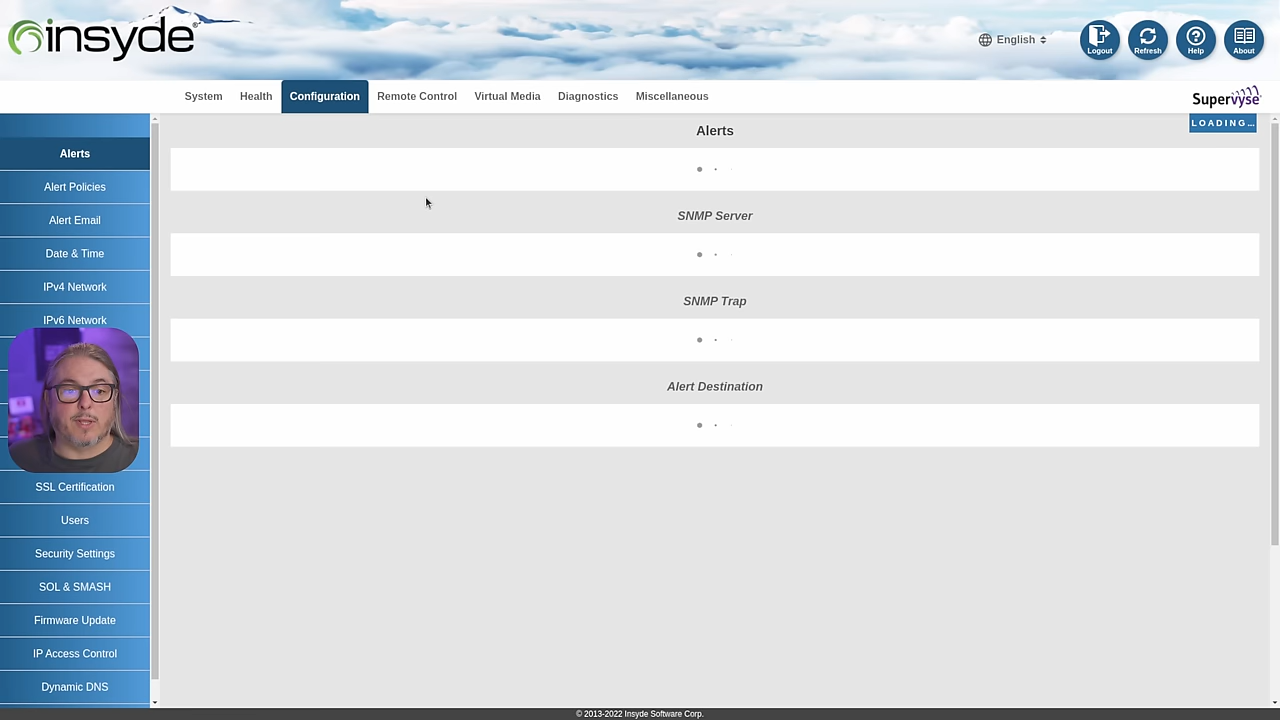 insyde
English
Logout
Refresh
Help
About
System
Health
Configuration
Remote Control
Virtual Media
Diagnostics
Miscellaneous
Supervyse
LOADING...
Alerts
Alert Policies
Alert Email
Date & Time
IPv4 Network
IPv6 Network
SSL Certification
Users
Security Settings
SOL & SMASH
Firmware Update
IP Access Control
Dynamic DNS
Alerts
SNMP Server
SNMP Trap
Alert Destination
© 2013-2022 Insyde Software Corp.